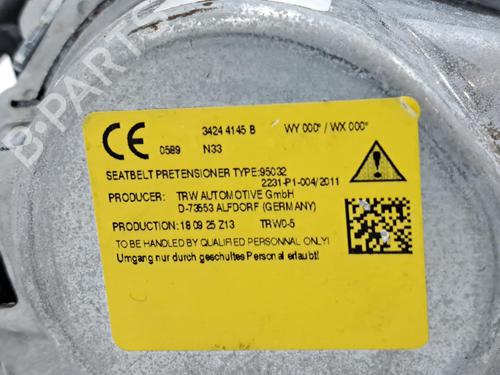 CE 0589 3424 4145 B WY 000° / WX 000°
N33
SEATBELT PRETENSIONER TYPE:95032
2231-P1-004/2011
PRODUCER: TRW AUTOMOTIVE GmbH
D-73553 ALFDORF (GERMANY)
PRODUCTION: 18 09 25 Z13 TRW0-5
TO BE HANDLED BY QUALIFIED PERSONNAL ONLY!
Umgang nur durch geschultes Personal erlaubt!
B-PARTS